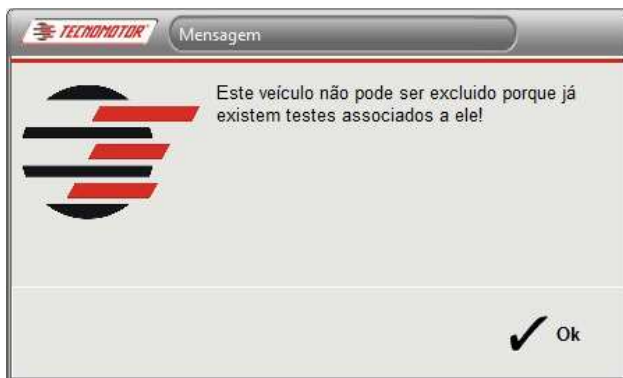 TECNOMOTOR
Mensagem
Este veículo não pode ser excluido porque já
existem testes associados a ele!
Ok